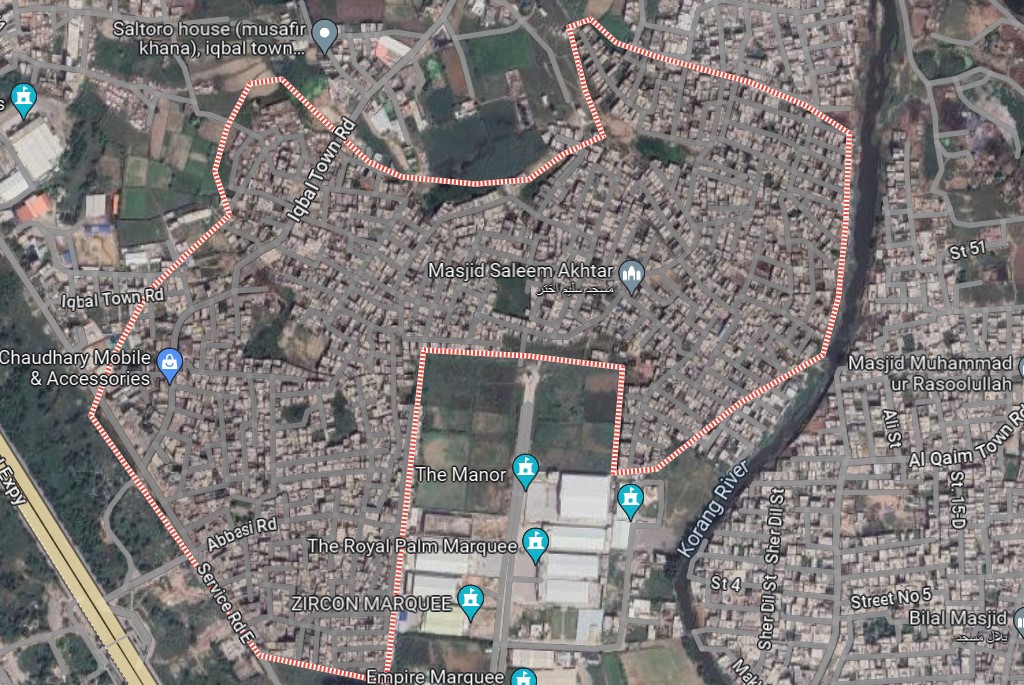 Saltoro house (musafir
khana), iqbal town...
s
Iqbal Town Rd
St 51
Masjid Saleem Akhtar
مسجد سلیم اختر
Iqbal Town Rd
Chaudhary Mobile
& Accessories
Masjid Muhammad
ur Rasoolullah
Ali St
Al Qaim Town Rd
The Manor
St. 15-D
Expy
Korang River
Sher Dil St
Abbasi Rd
The Royal Palm Marquee
Service Rd E
St 4
Sher Dil St
Street No 5
ZIRCON MARQUEE
Bilal Masjid
بلال مسجد
Empire Marquee